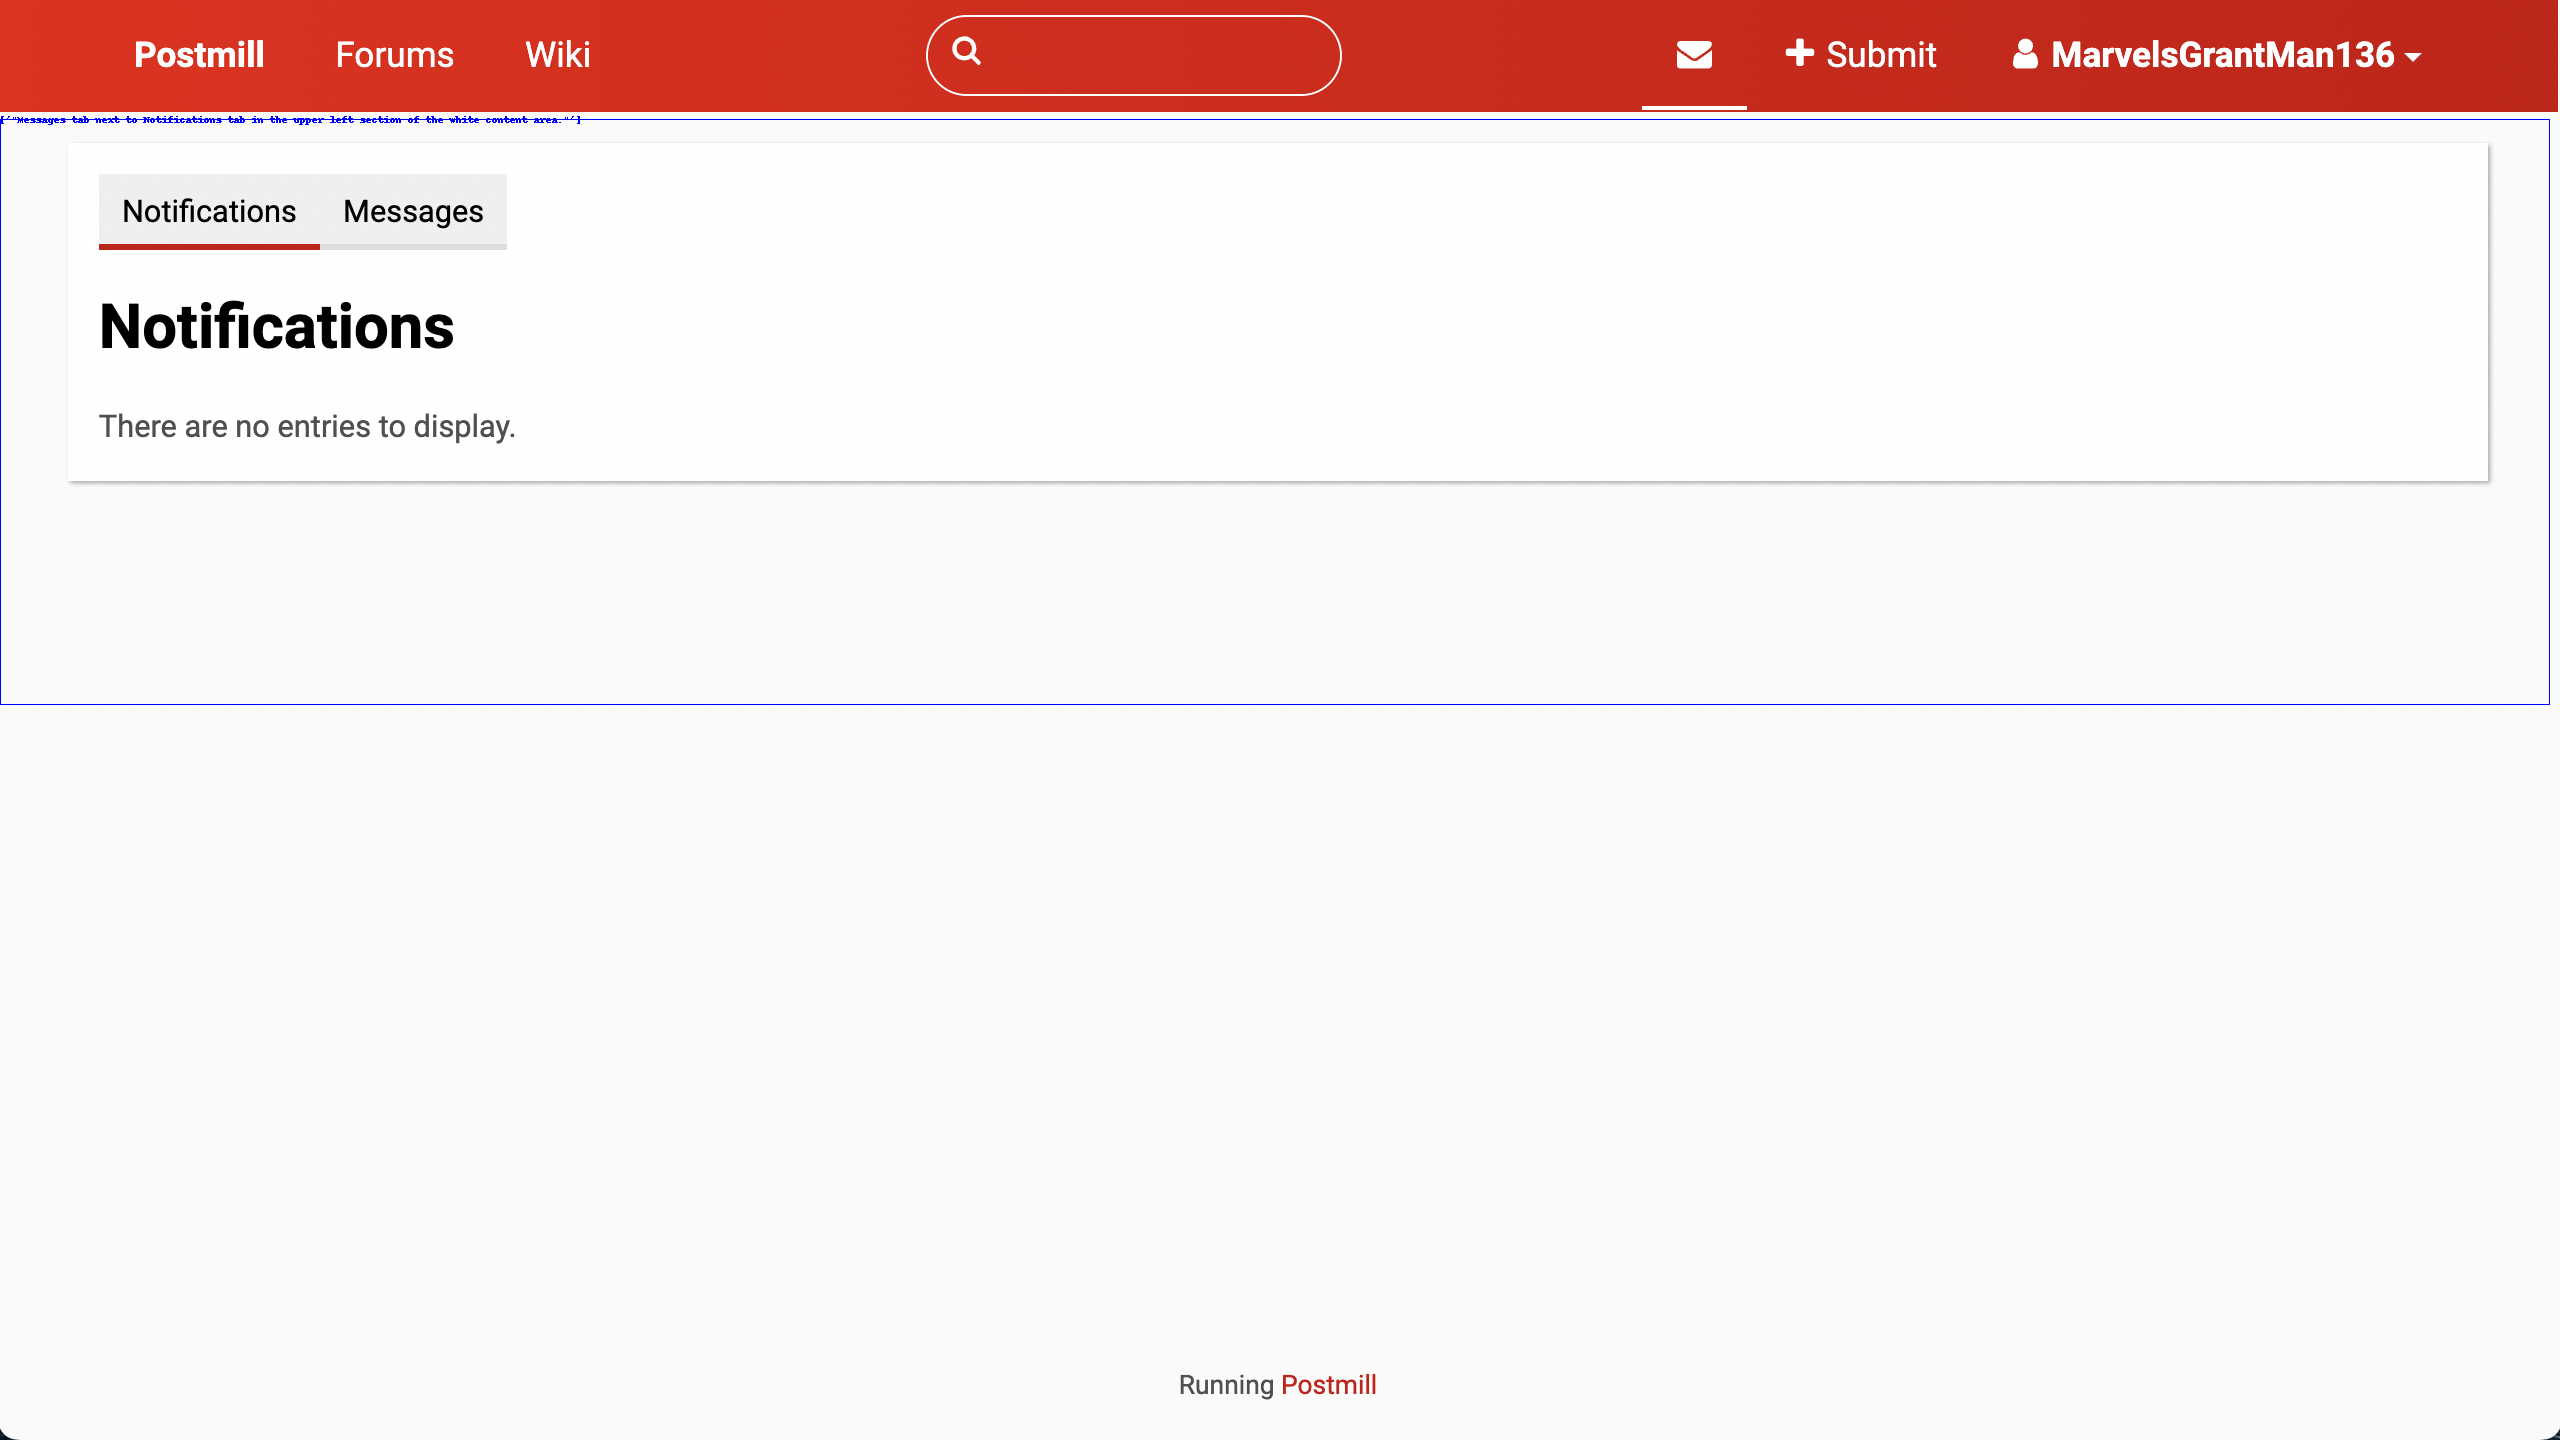 Postmill Forums Wiki Submit MarvelsGrantMan136
['"Messages tab next to Notifications tab in the upper left section of the white content area."']
Notifications Messages
Notifications
There are no entries to display.
Running Postmill